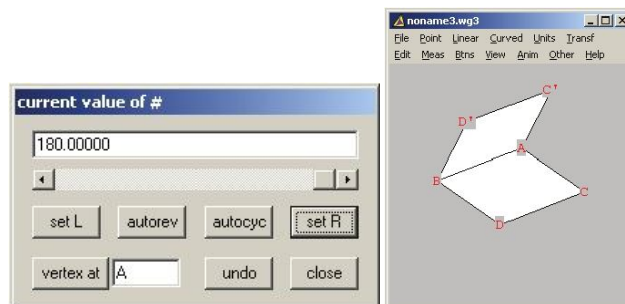 current value of #
180.00000
set L autorev autocyc set R
vertex at A undo close
noname3.wg3
File Point Linear Curved Units Transf
Edit Meas Btns View Anim Other Help
C'
D'
A
B
C
D